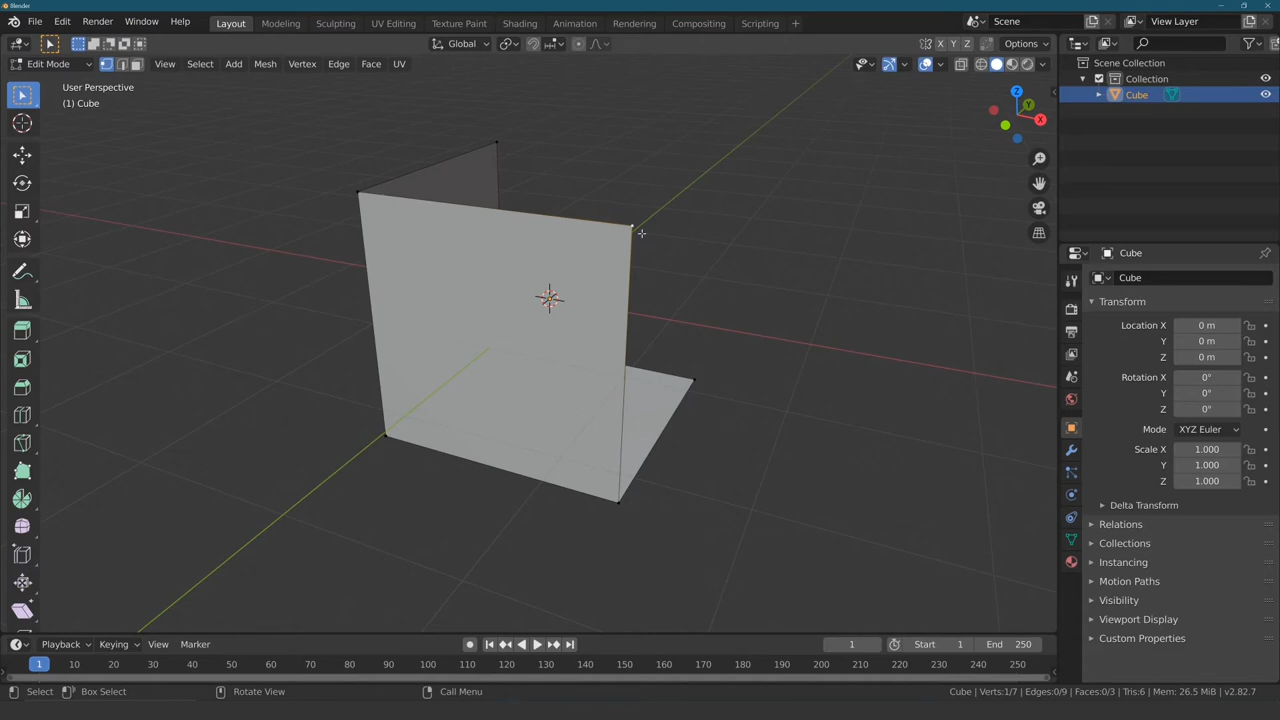 Blender
File Edit Render Window Help Layout Modeling Sculpting UV Editing Texture Paint Shading Animation Rendering Compositing Scripting + Scene View Layer
Global X Y Z Options
Edit Mode View Select Add Mesh Vertex Edge Face UV
User Perspective
(1) Cube
Z
Y
X
Scene Collection
Collection
Cube
Cube
Cube
Transform
Location X 0 m
Y 0 m
Z 0 m
Rotation X 0°
Y 0°
Z 0°
Mode XYZ Euler
Scale X 1.000
Y 1.000
Z 1.000
Delta Transform
Relations
Collections
Instancing
Motion Paths
Visibility
Viewport Display
Custom Properties
Playback Keying View Marker 1 Start 1 End 250
1 10 20 30 40 50 60 70 80 90 100 110 120 130 140 150 160 170 180 190 200 210 220 230 240 250
Select Box Select Rotate View Call Menu Cube | Verts:1/7 | Edges:0/9 | Faces:0/3 | Tris:6 | Mem: 26.5 MiB | v2.82.7